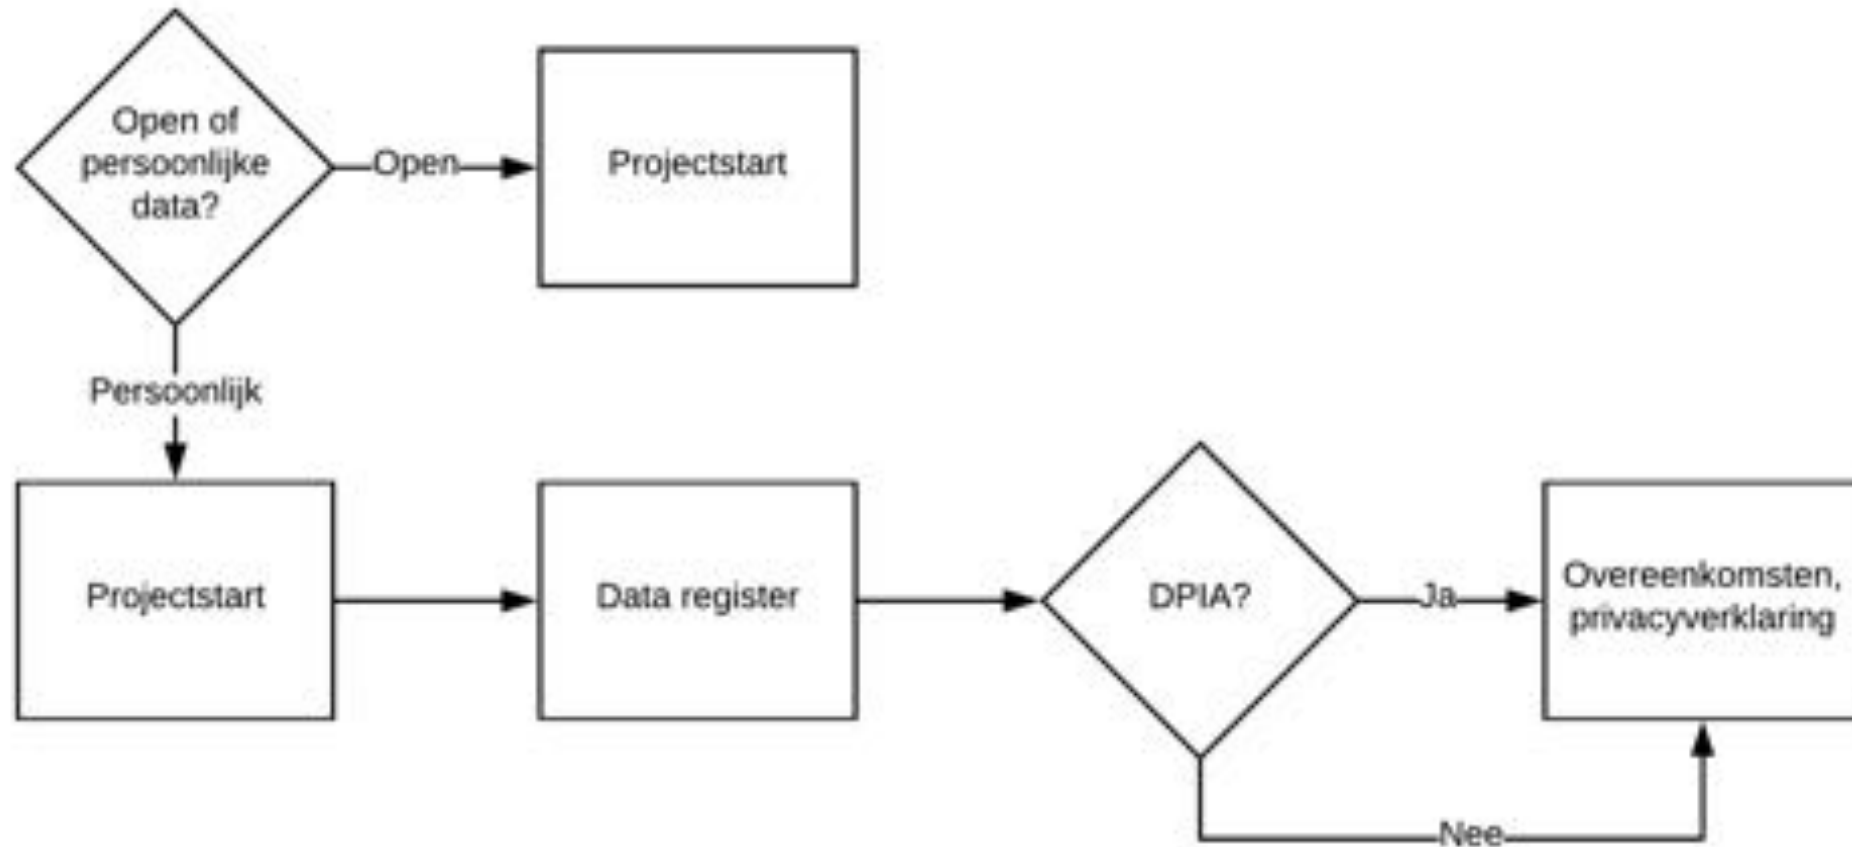 Open of
persoonlijke
data?
Open
Projectstart
Persoonlijk
Projectstart
Data register
DPIA?
Ja
Overeenkomsten,
privacyverklaring
Nee